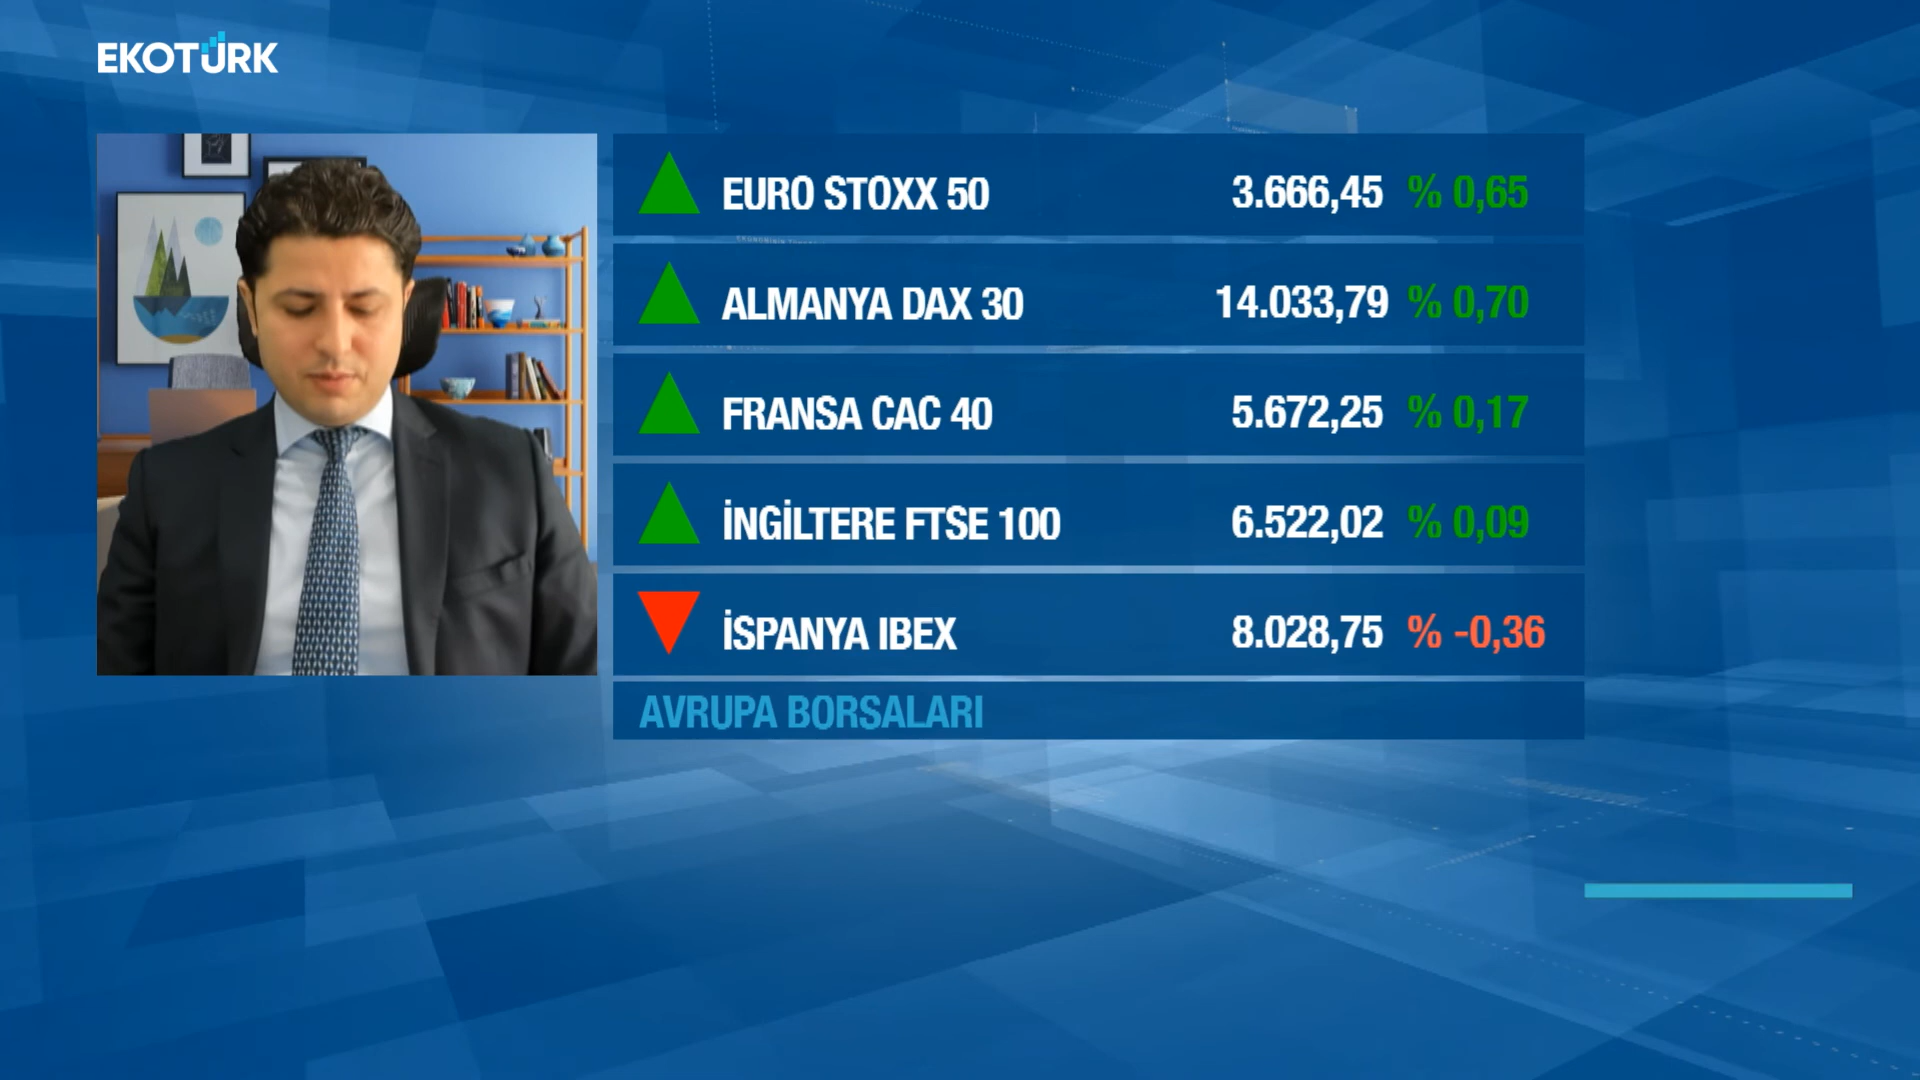 EKOTÜRK
EURO STOXX 50 3.666,45 % 0,65
ALMANYA DAX 30 14.033,79 % 0,70
FRANSA CAC 40 5.672,25 % 0,17
İNGİLTERE FTSE 100 6.522,02 % 0,09
İSPANYA IBEX 8.028,75 % -0,36
AVRUPA BORSALARI